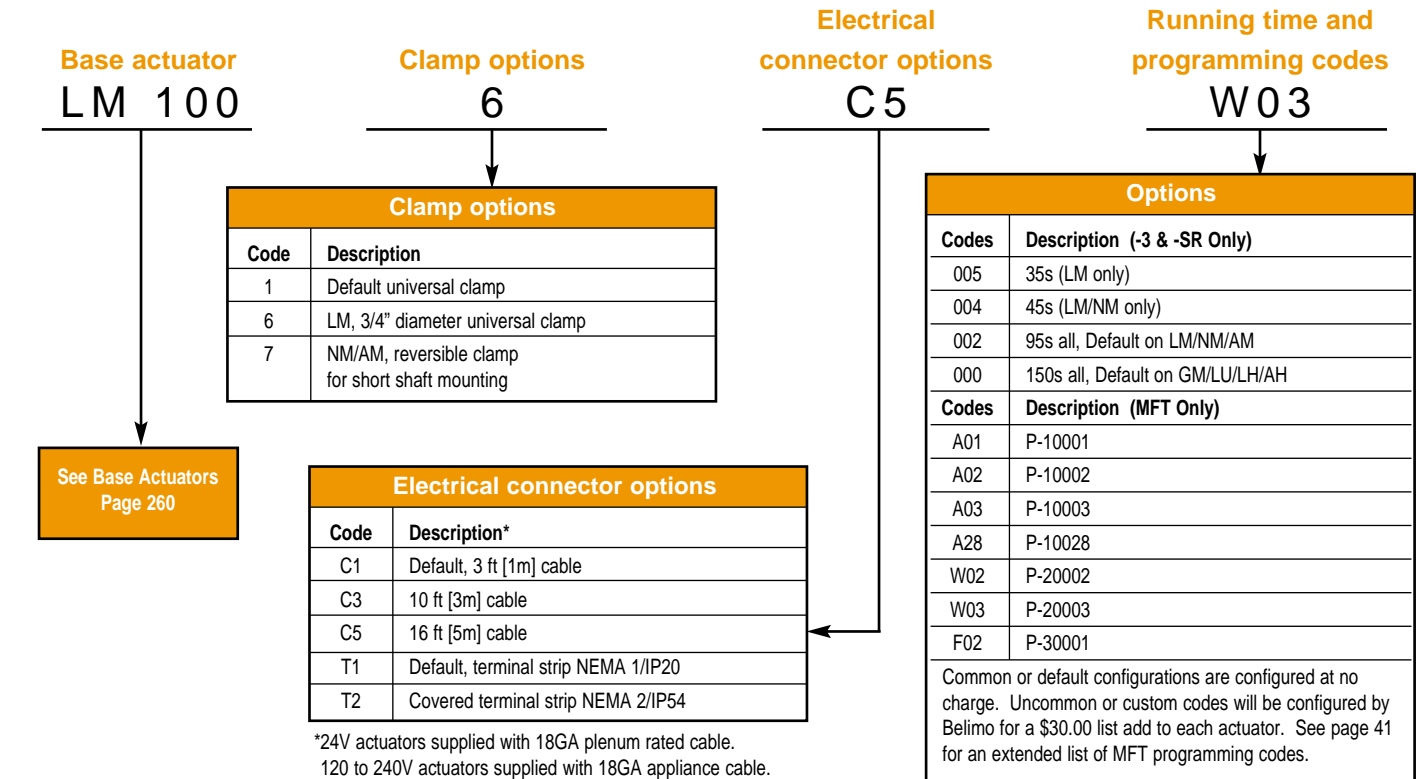 Base actuator
LM 100
Clamp options
6
Electrical
connector options
C5
Running time and
programming codes
W03
Clamp options
Code Description
1 Default universal clamp
6 LM, 3/4” diameter universal clamp
7 NM/AM, reversible clamp
for short shaft mounting
See Base Actuators
Page 260
Electrical connector options
Code Description*
C1 Default, 3 ft [1m] cable
C3 10 ft [3m] cable
C5 16 ft [5m] cable
T1 Default, terminal strip NEMA 1/IP20
T2 Covered terminal strip NEMA 2/IP54
*24V actuators supplied with 18GA plenum rated cable.
120 to 240V actuators supplied with 18GA appliance cable.
Options
Codes Description (-3 & -SR Only)
005 35s (LM only)
004 45s (LM/NM only)
002 95s all, Default on LM/NM/AM
000 150s all, Default on GM/LU/LH/AH
Codes Description (MFT Only)
A01 P-10001
A02 P-10002
A03 P-10003
A28 P-10028
W02 P-20002
W03 P-20003
F02 P-30001
Common or default configurations are configured at no
charge. Uncommon or custom codes will be configured by
Belimo for a $30.00 list add to each actuator. See page 41
for an extended list of MFT programming codes.